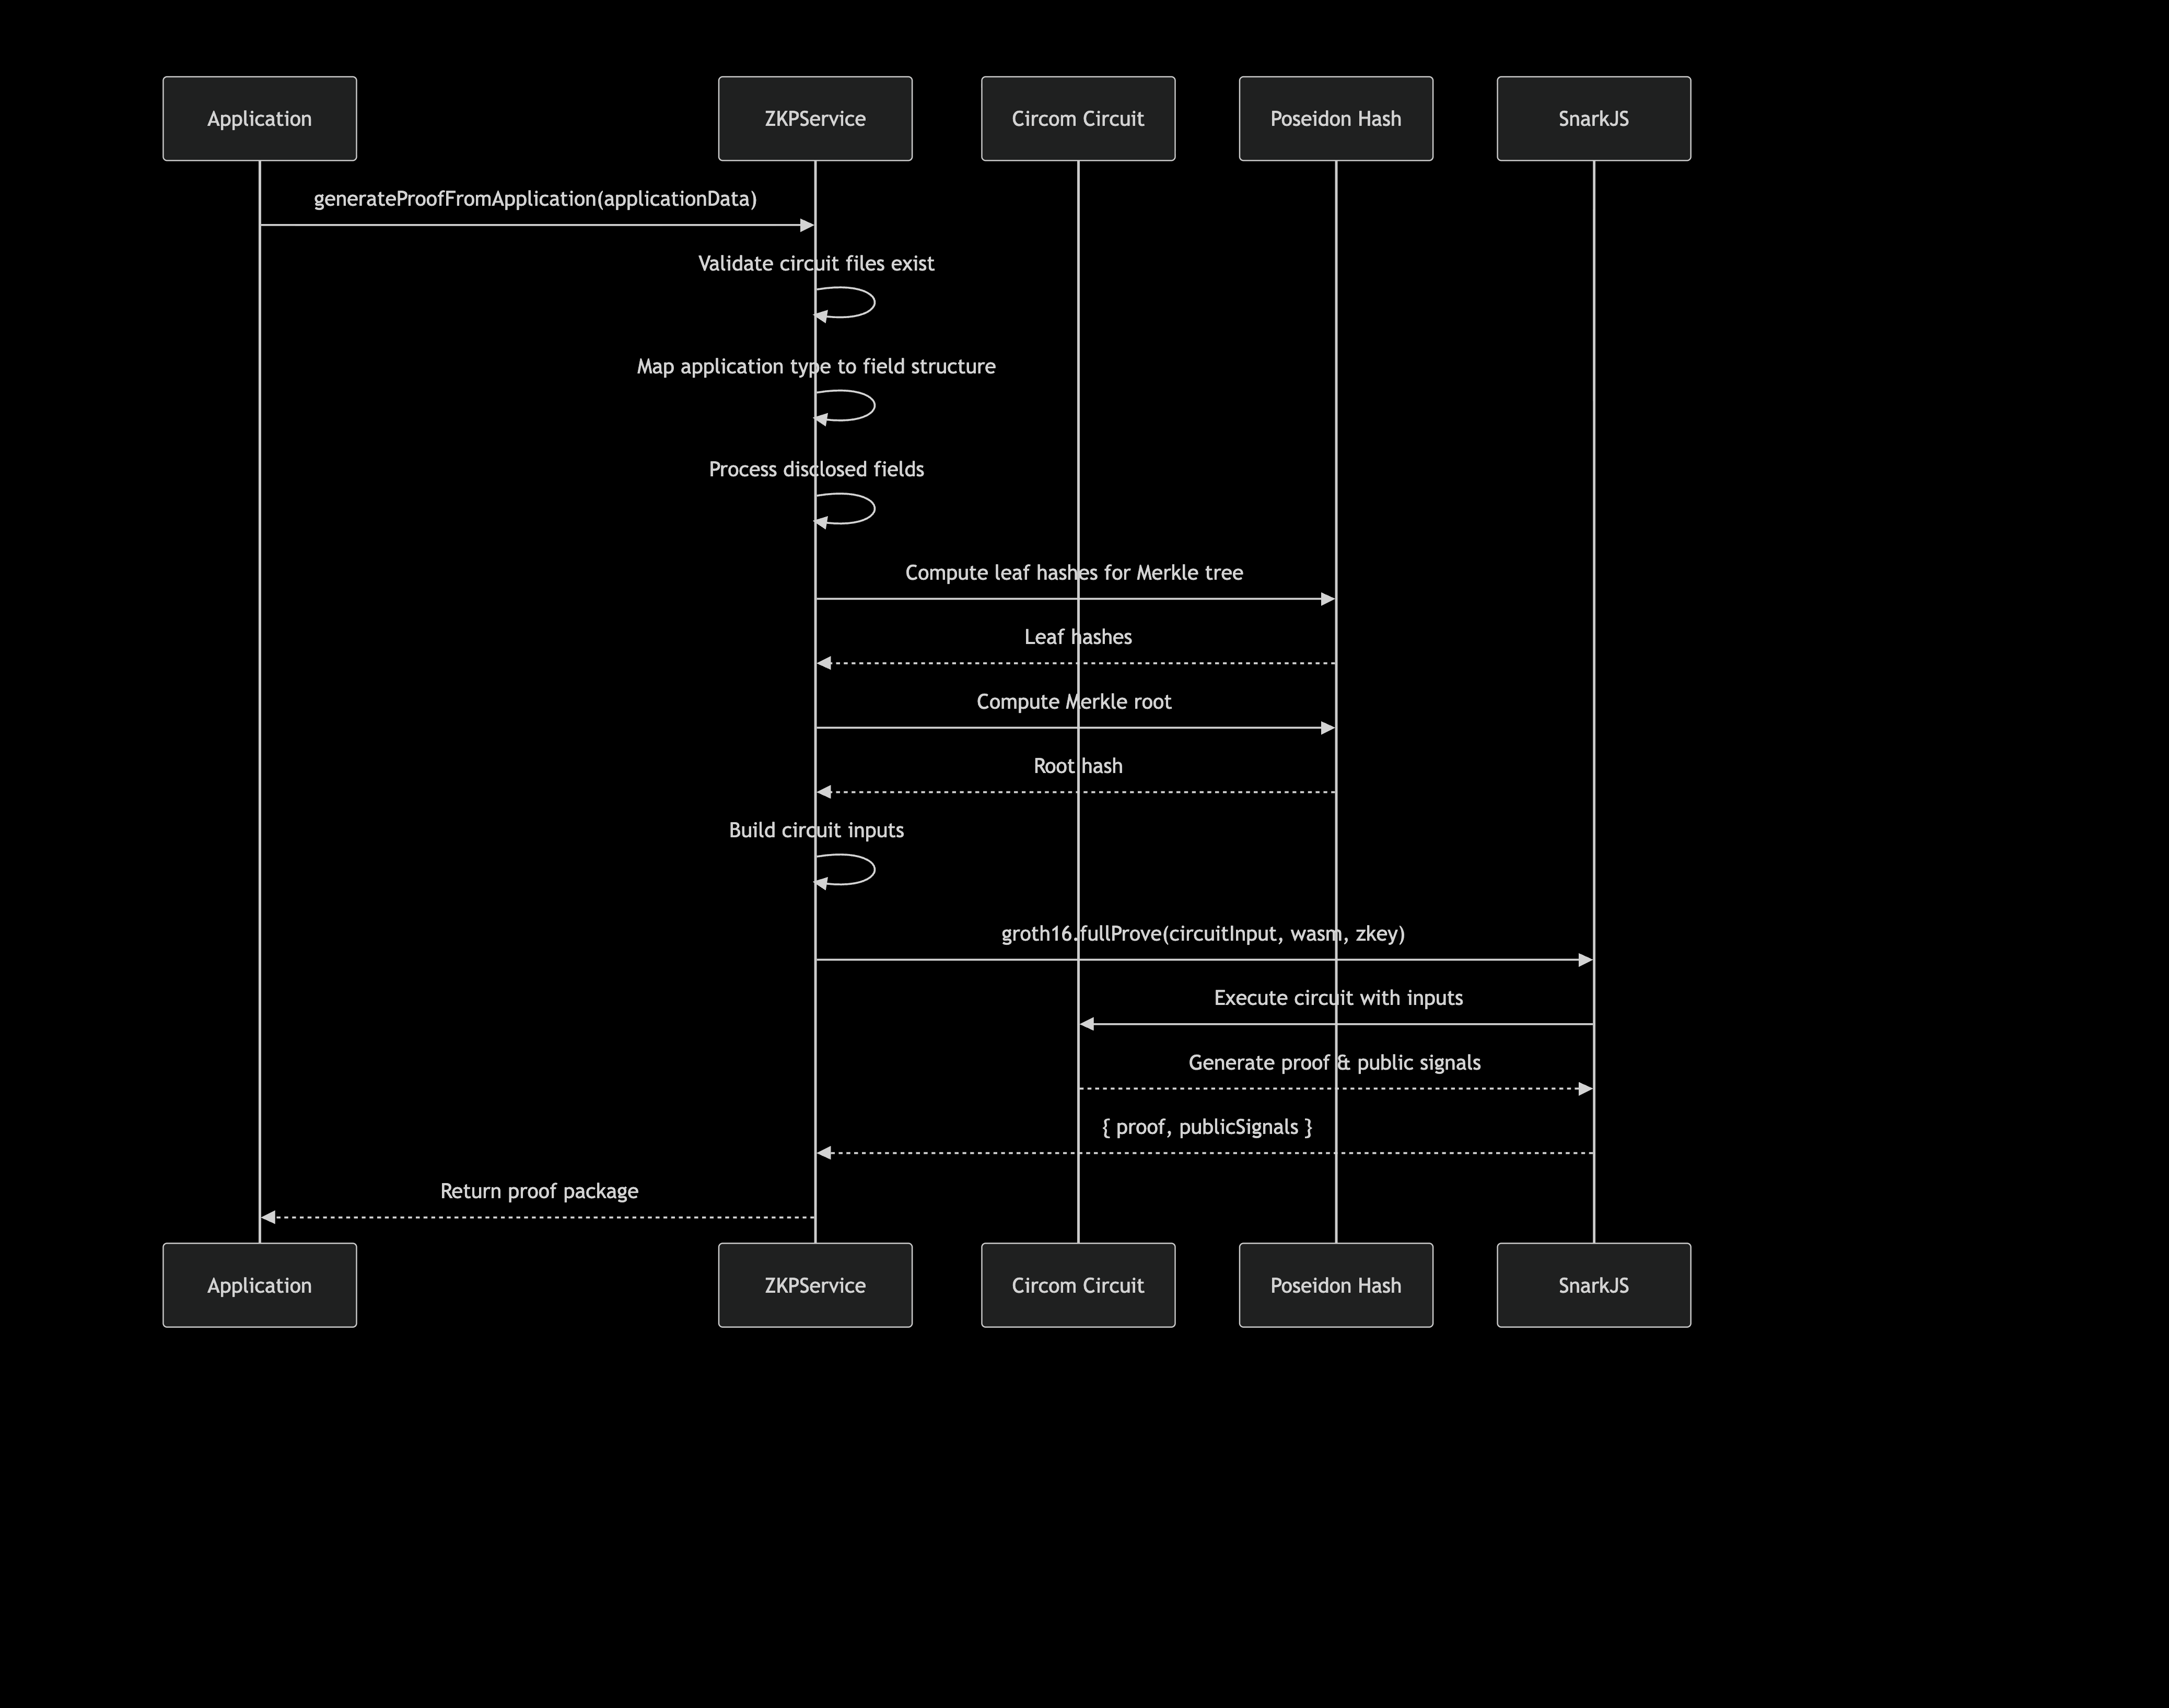 Application
ZKPService
Circom Circuit
Poseidon Hash
SnarkJS
generateProofFromApplication(applicationData)
Validate circuit files exist
Map application type to field structure
Process disclosed fields
Compute leaf hashes for Merkle tree
Leaf hashes
Compute Merkle root
Root hash
Build circuit inputs
groth16.fullProve(circuitInput, wasm, zkey)
Execute circuit with inputs
Generate proof & public signals
{ proof, publicSignals }
Return proof package
Application
ZKPService
Circom Circuit
Poseidon Hash
SnarkJS